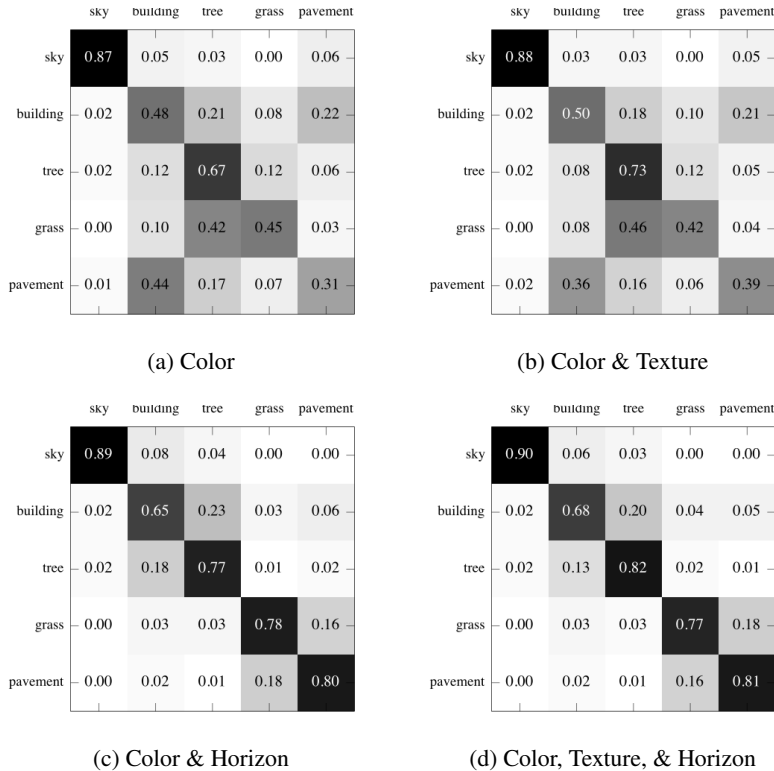 sky building tree grass pavement
sky 0.87 0.05 0.03 0.00 0.06
building 0.02 0.48 0.21 0.08 0.22
tree 0.02 0.12 0.67 0.12 0.06
grass 0.00 0.10 0.42 0.45 0.03
pavement 0.01 0.44 0.17 0.07 0.31
(a) Color
sky building tree grass pavement
sky 0.88 0.03 0.03 0.00 0.05
building 0.02 0.50 0.18 0.10 0.21
tree 0.02 0.08 0.73 0.12 0.05
grass 0.00 0.08 0.46 0.42 0.04
pavement 0.02 0.36 0.16 0.06 0.39
(b) Color & Texture
sky building tree grass pavement
sky 0.89 0.08 0.04 0.00 0.00
building 0.02 0.65 0.23 0.03 0.06
tree 0.02 0.18 0.77 0.01 0.02
grass 0.00 0.03 0.03 0.78 0.16
pavement 0.00 0.02 0.01 0.18 0.80
(c) Color & Horizon
sky building tree grass pavement
sky 0.90 0.06 0.03 0.00 0.00
building 0.02 0.68 0.20 0.04 0.05
tree 0.02 0.13 0.82 0.02 0.01
grass 0.00 0.03 0.03 0.77 0.18
pavement 0.00 0.02 0.01 0.16 0.81
(d) Color, Texture, & Horizon